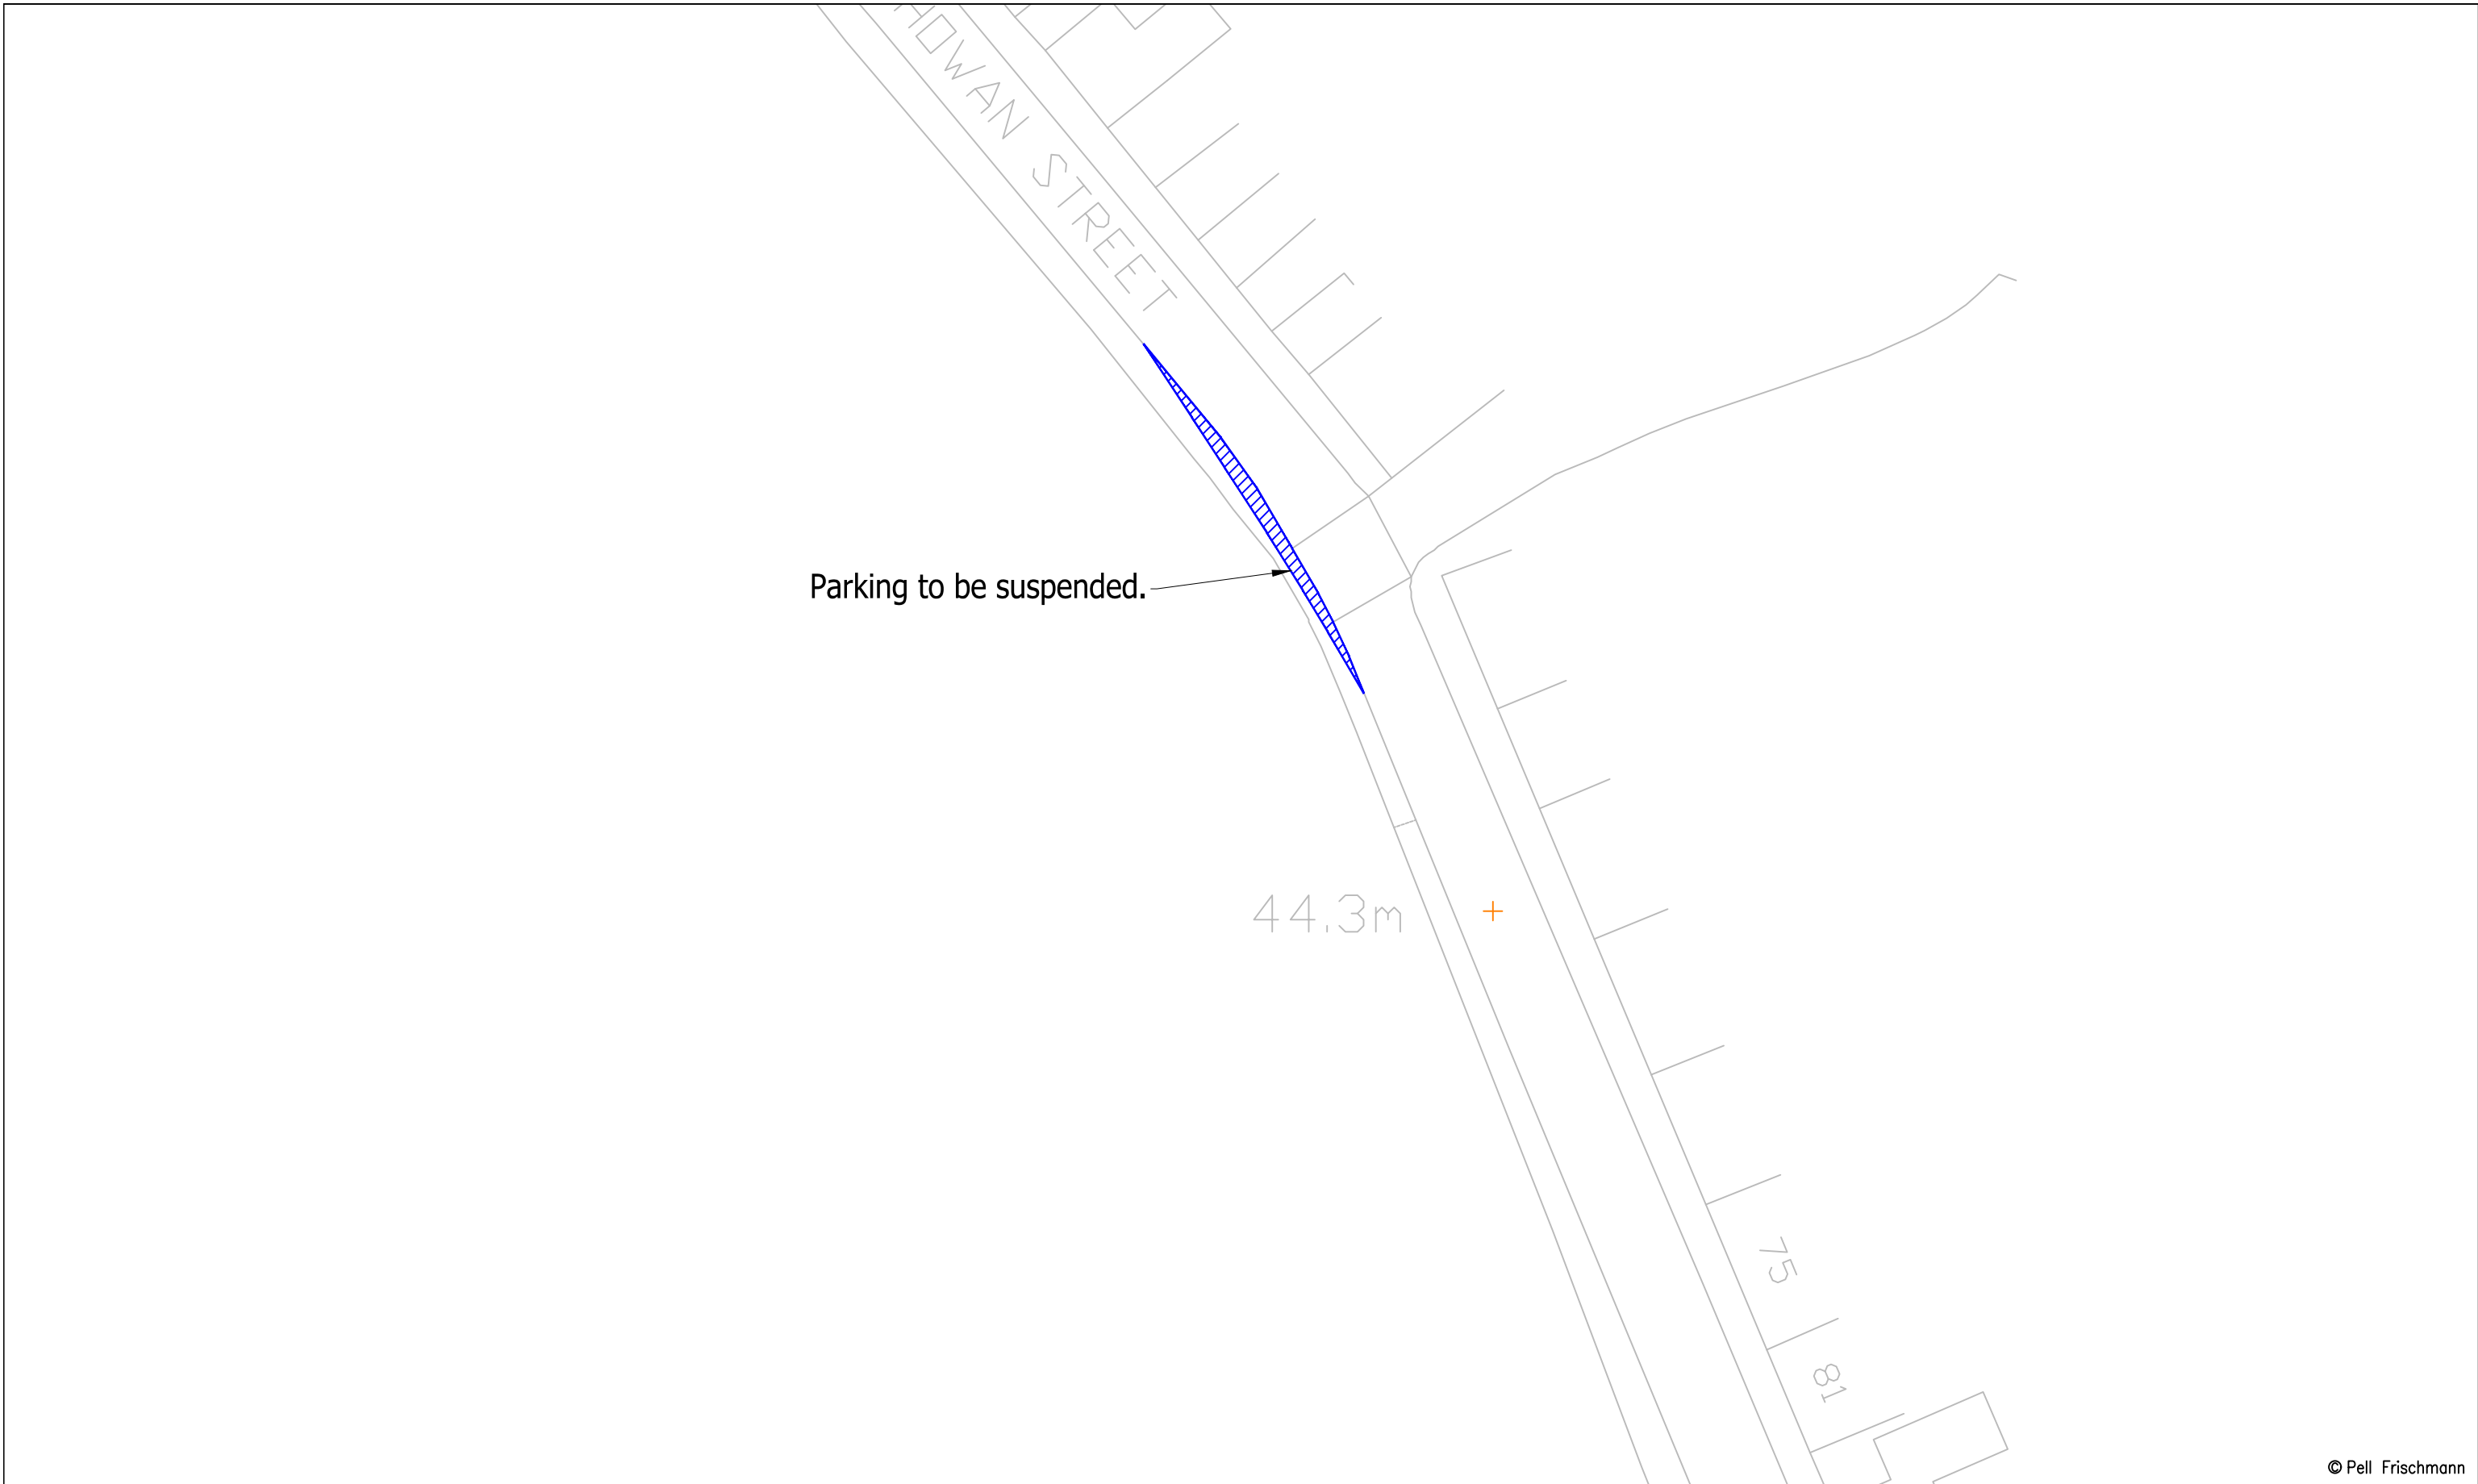 STREET
Parking to be suspended.
44.3m
75
81
© Pell Frischmann